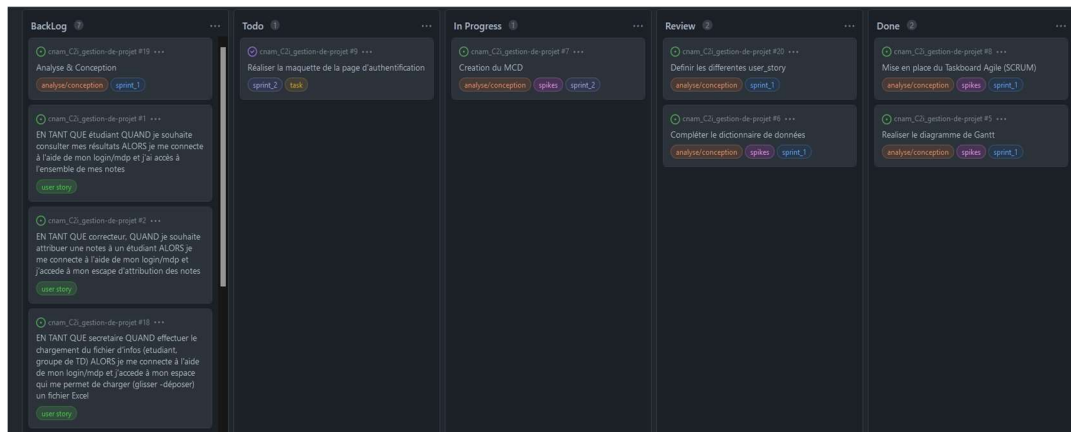 BackLog 7 ...
cnam_C2i_gestion-de-projet #19 ...
Analyse & Conception
analyse/conception sprint_1
cnam_C2i_gestion-de-projet #1 ...
EN TANT QUE étudiant QUAND je souhaite
consulter mes résultats ALORS je me connecte
à l'aide de mon login/mdp et j'ai accès à
l'ensemble de mes notes
user story
cnam_C2i_gestion-de-projet #2 ...
EN TANT QUE correcteur, QUAND je souhaite
attribuer une notes à un étudiant ALORS je
me connecte à l'aide de mon login/mdp et
j'accede à mon escape d'attribution des notes
user story
cnam_C2i_gestion-de-projet #18 ...
EN TANT QUE secretaire QUAND effectuer le
chargement du fichier d'infos (etudiant,
groupe de TD) ALORS je me connecte à l'aide
de mon login/mdp et j'accede à mon espace
qui me permet de charger (glisser -déposer)
un fichier Excel
user story
Todo 1 ...
cnam_C2i_gestion-de-projet #9 ...
Réaliser la maquette de la page d'authentification
sprint_2 task
In Progress 1 ...
cnam_C2i_gestion-de-projet #7 ...
Creation du MCD
analyse/conception spikes sprint_2
Review 2 ...
cnam_C2i_gestion-de-projet #20 ...
Definir les differentes user_story
analyse/conception sprint_1
cnam_C2i_gestion-de-projet #6 ...
Compléter le dictionnaire de données
analyse/conception spikes sprint_1
Done 2 ...
cnam_C2i_gestion-de-projet #8 ...
Mise en place du Taskboard Agile (SCRUM)
analyse/conception spikes sprint_1
cnam_C2i_gestion-de-projet #5 ...
Realiser le diagramme de Gantt
analyse/conception spikes sprint_1